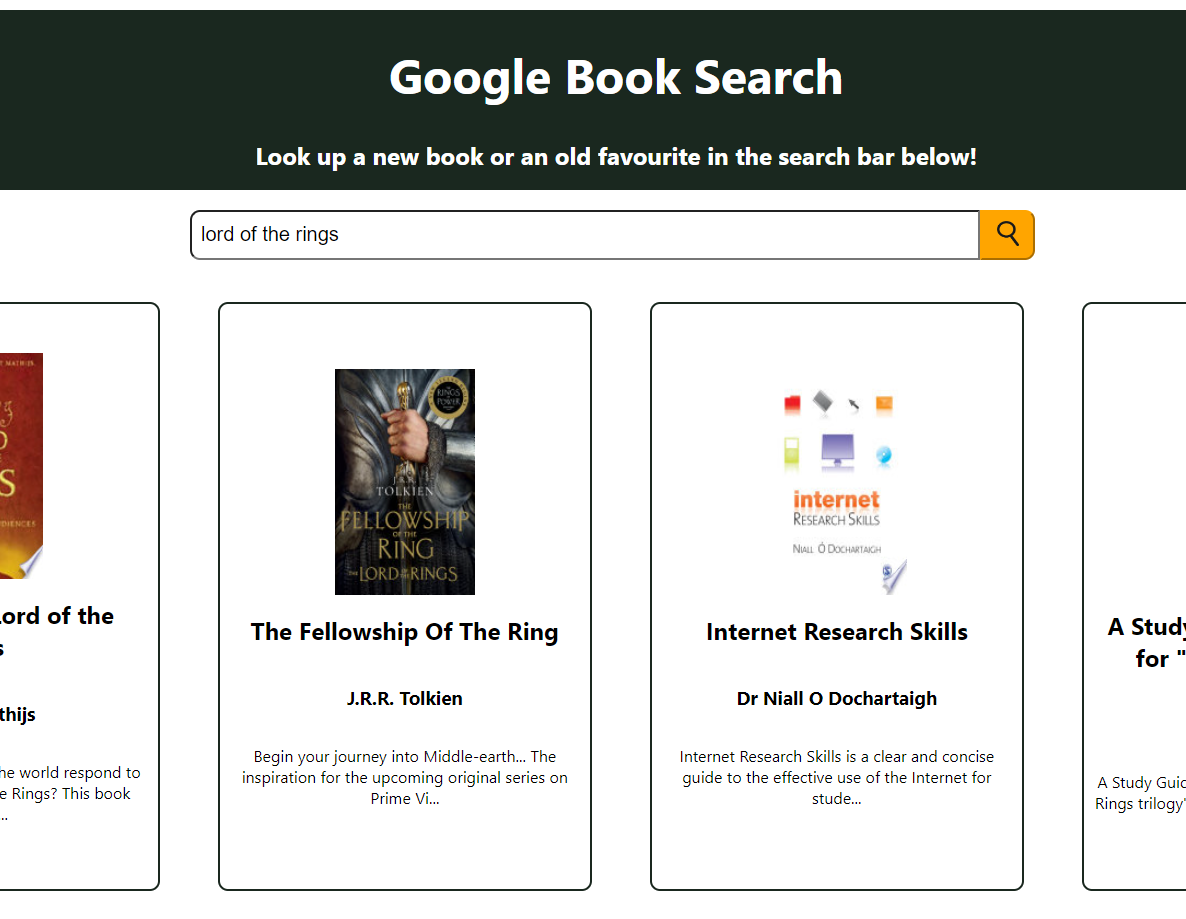 Google Book Search
Look up a new book or an old favourite in the search bar below!
lord of the rings
MATHIJS
S
Lord of the
s
thijs
he world respond to
e Rings? This book
...
RINGS
POWER
J.R.R.
TOLKIEN
THE
FELLOWSHIP
OF THE
RING
THE LORD OF THE RINGS
The Fellowship Of The Ring
J.R.R. Tolkien
Begin your journey into Middle-earth... The
inspiration for the upcoming original series on
Prime Vi...
internet
RESEARCH SKILLS
NIALL Ó DOCHARTAIGH
Internet Research Skills
Dr Niall O Dochartaigh
Internet Research Skills is a clear and concise
guide to the effective use of the Internet for
stude...
A Study
for "
A Study Guid
Rings trilogy"